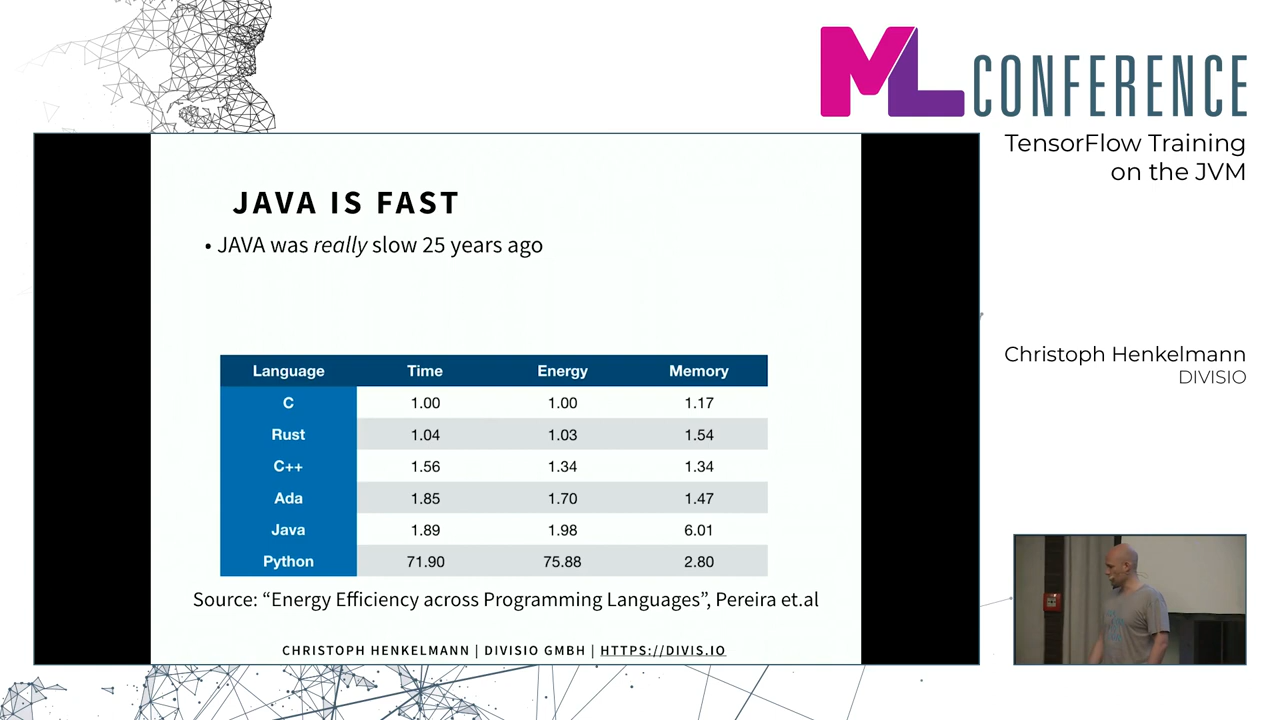 ML CONFERENCE
TensorFlow Training
on the JVM
JAVA IS FAST
• JAVA was really slow 25 years ago
Language Time Energy Memory
C 1.00 1.00 1.17
Rust 1.04 1.03 1.54
C++ 1.56 1.34 1.34
Ada 1.85 1.70 1.47
Java 1.89 1.98 6.01
Python 71.90 75.88 2.80
Source: “Energy Efficiency across Programming Languages”, Pereira et.al
CHRISTOPH HENKELMANN | DIVISIO GMBH | HTTPS://DIVIS.IO
Christoph Henkelmann
DIVISIO